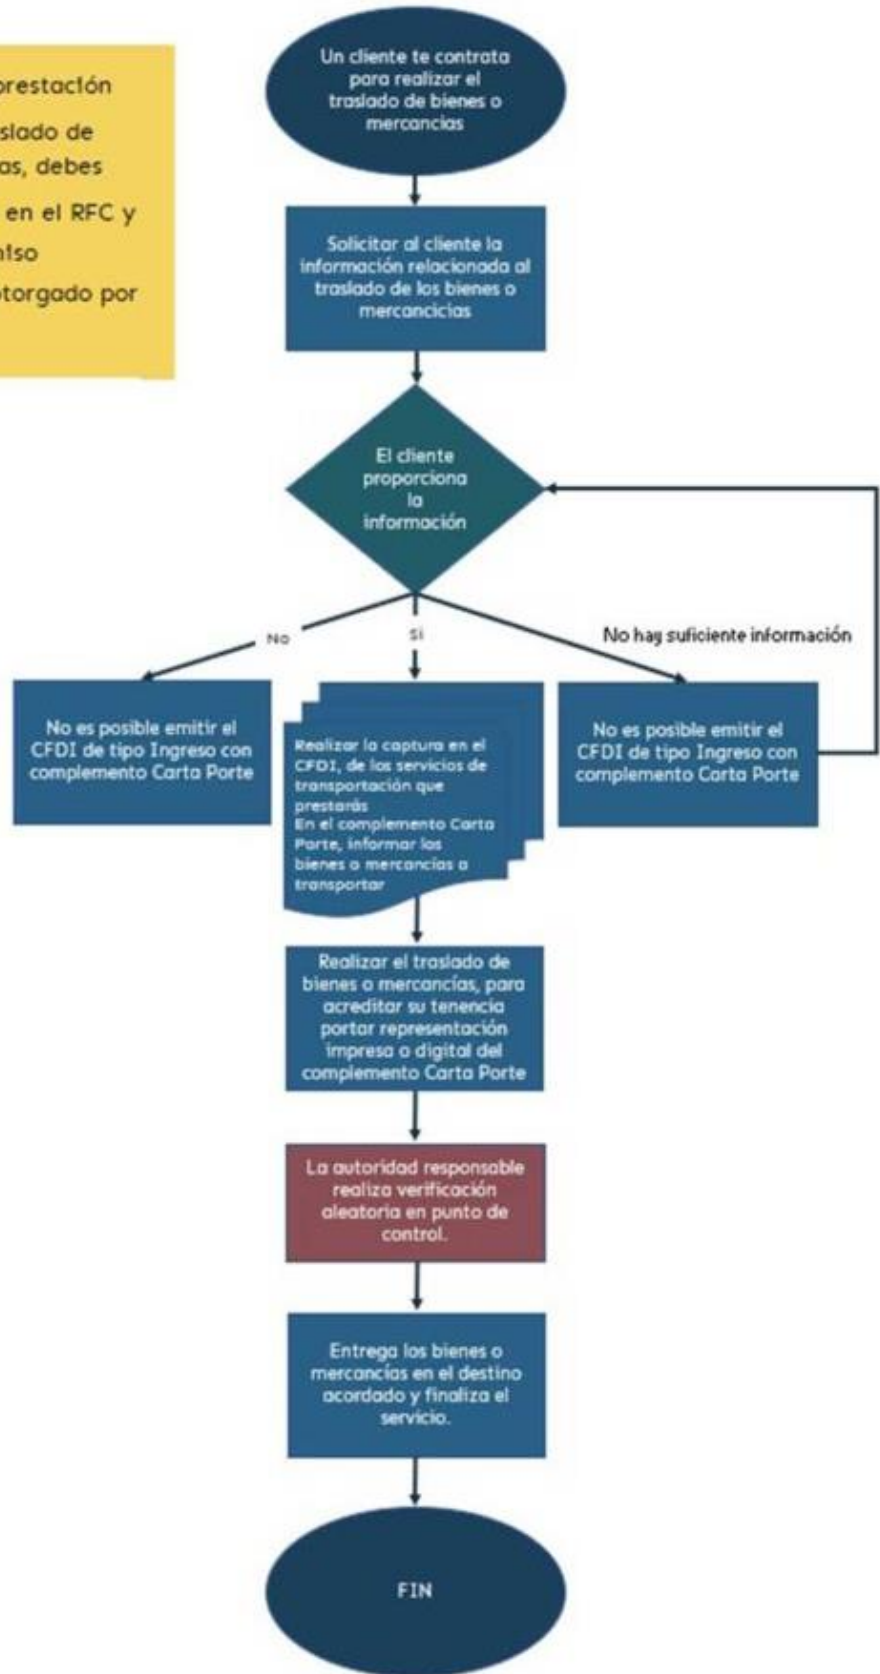 prestación
slado de
as, debes
en el RFC y
niso
otorgado por
Un cliente te contrata
para realizar el
traslado de bienes o
mercancias
Solicitar al cliente la
información relacionada al
traslado de los bienes o
mercancicias
El cliente
proporciona
la
información
No
Si
No hay suficiente información
No es posible emitir el
CFDI de tipo Ingreso con
complemento Carta Porte
Realizar la captura en el
CFDI, de los servicios de
transportación que
prestarás
En el complemento Carta
Porte, informar los
bienes o mercancías a
transportar
No es posible emitir el
CFDI de tipo Ingreso con
complemento Carta Porte
Realizar el traslado de
bienes o mercancías, para
acreditar su tenencia
portar representación
impresa o digital del
complemento Carta Porte
La autoridad responsable
realiza verificación
aleatoria en punto de
control.
Entrega los bienes o
mercancías en el destino
acordado y finaliza el
servicio.
FIN